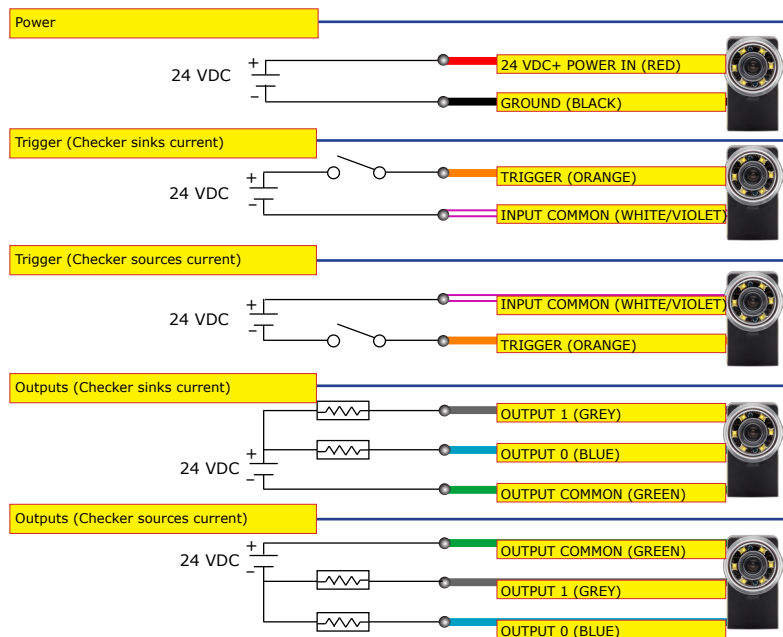 Power
+
24 VDC
−
24 VDC+ POWER IN (RED)
GROUND (BLACK)
Trigger (Checker sinks current)
+
24 VDC
−
TRIGGER (ORANGE)
INPUT COMMON (WHITE/VIOLET)
Trigger (Checker sources current)
+
24 VDC
−
INPUT COMMON (WHITE/VIOLET)
TRIGGER (ORANGE)
Outputs (Checker sinks current)
OUTPUT 1 (GREY)
+
24 VDC
−
OUTPUT 0 (BLUE)
OUTPUT COMMON (GREEN)
Outputs (Checker sources current)
+
24 VDC
−
OUTPUT COMMON (GREEN)
OUTPUT 1 (GREY)
OUTPUT 0 (BLUE)